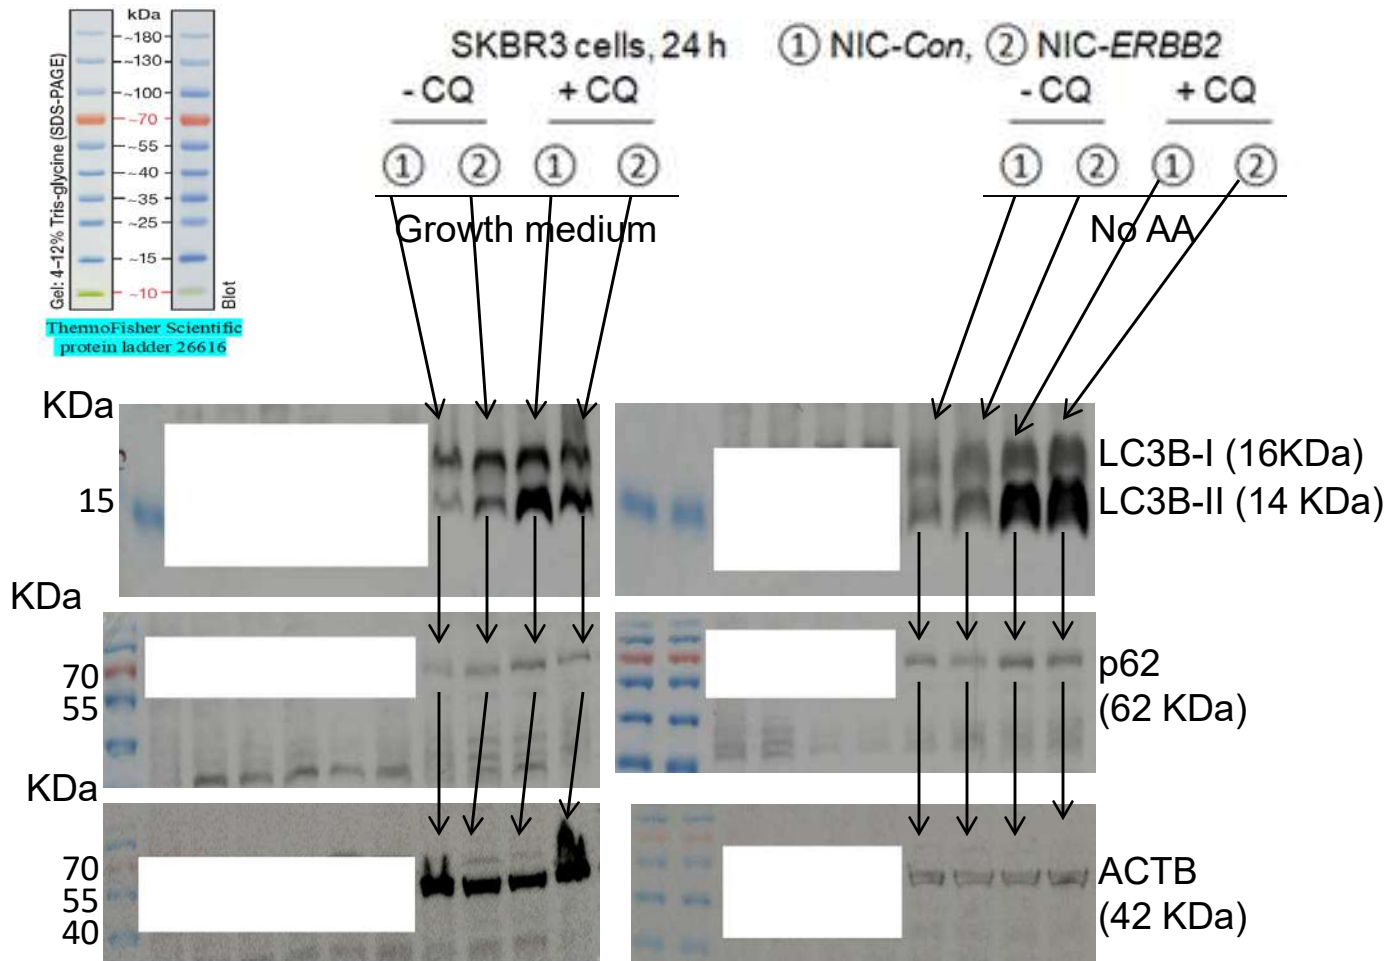 kDa
~180
~130
~100
~70
~55
~40
~35
~25
~15
~10
Gel: 4–12% Tris-glycine (SDS-PAGE)
Blot
ThermoFisher Scientific
protein ladder 26616
SKBR3 cells, 24 h ① NIC-Con, ② NIC-ERBB2
- CQ + CQ - CQ + CQ
① ② ① ② ① ② ① ②
Growth medium No AA
KDa
15
LC3B-I (16KDa)
LC3B-II (14 KDa)
KDa
70
55
p62
(62 KDa)
KDa
70
55
40
ACTB
(42 KDa)